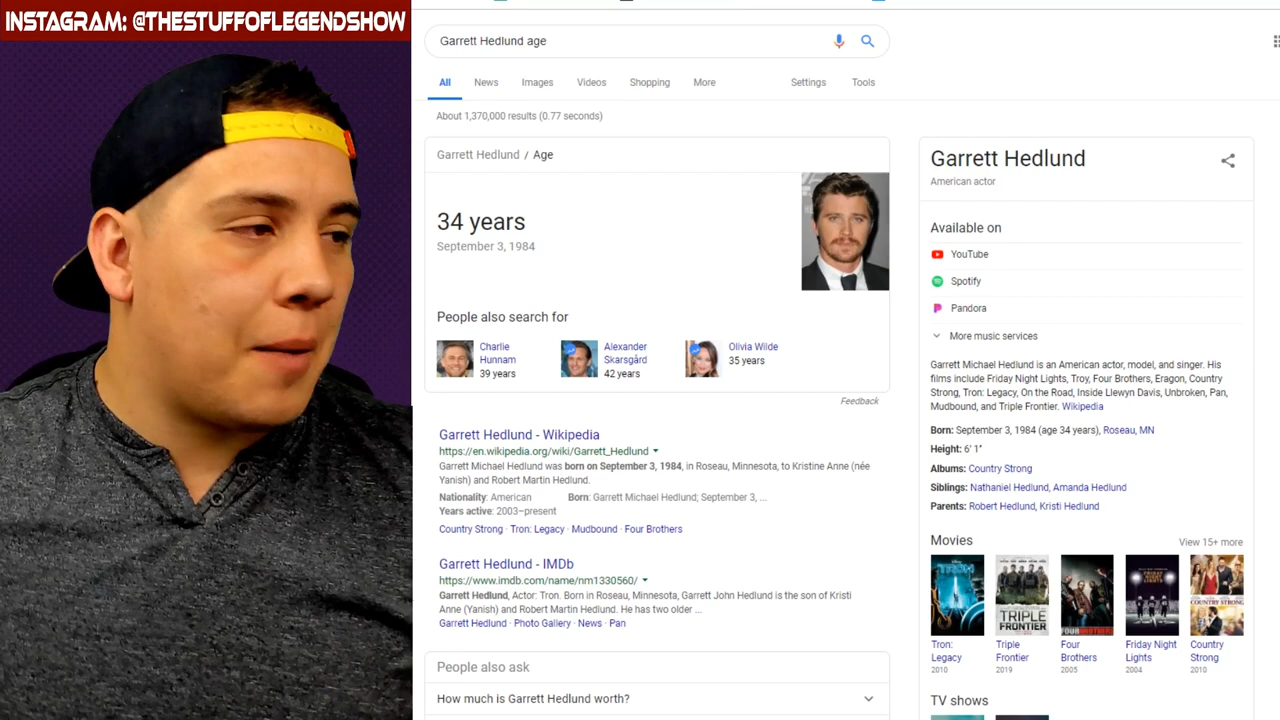 INSTAGRAM: @THESTUFFOFLEGENDSHOW
Garrett Hedlund age
All News Images Videos Shopping More Settings Tools
About 1,370,000 results (0.77 seconds)
Garrett Hedlund / Age
34 years
September 3, 1984
People also search for
Charlie
Hunnam
39 years
Alexander
Skarsgård
42 years
Olivia Wilde
35 years
Feedback
Garrett Hedlund - Wikipedia
https://en.wikipedia.org/wiki/Garrett_Hedlund
Garrett Michael Hedlund was born on September 3, 1984, in Roseau, Minnesota, to Kristine Anne (née
Yanish) and Robert Martin Hedlund.
Nationality: American Born: Garrett Michael Hedlund; September 3, ...
Years active: 2003–present
Country Strong · Tron: Legacy · Mudbound · Four Brothers
Garrett Hedlund - IMDb
https://www.imdb.com/name/nm1330560/
Garrett Hedlund, Actor: Tron. Born in Roseau, Minnesota, Garrett John Hedlund is the son of Kristi
Anne (Yanish) and Robert Martin Hedlund. He has two older ...
Garrett Hedlund · Photo Gallery · News · Pan
People also ask
How much is Garrett Hedlund worth?
Garrett Hedlund
American actor
Available on
YouTube
Spotify
Pandora
More music services
Garrett Michael Hedlund is an American actor, model, and singer. His
films include Friday Night Lights, Troy, Four Brothers, Eragon, Country
Strong, Tron: Legacy, On the Road, Inside Llewyn Davis, Unbroken, Pan,
Mudbound, and Triple Frontier. Wikipedia
Born: September 3, 1984 (age 34 years), Roseau, MN
Height: 6' 1"
Albums: Country Strong
Siblings: Nathaniel Hedlund, Amanda Hedlund
Parents: Robert Hedlund, Kristi Hedlund
Movies View 15+ more
TRIPLE
FRONTIER
FOUR BROTHERS
FRIDAY NIGHT
LIGHTS
COUNTRY STRONG
Tron:
Legacy
2010
Triple
Frontier
2019
Four
Brothers
2005
Friday Night
Lights
2004
Country
Strong
2010
TV shows